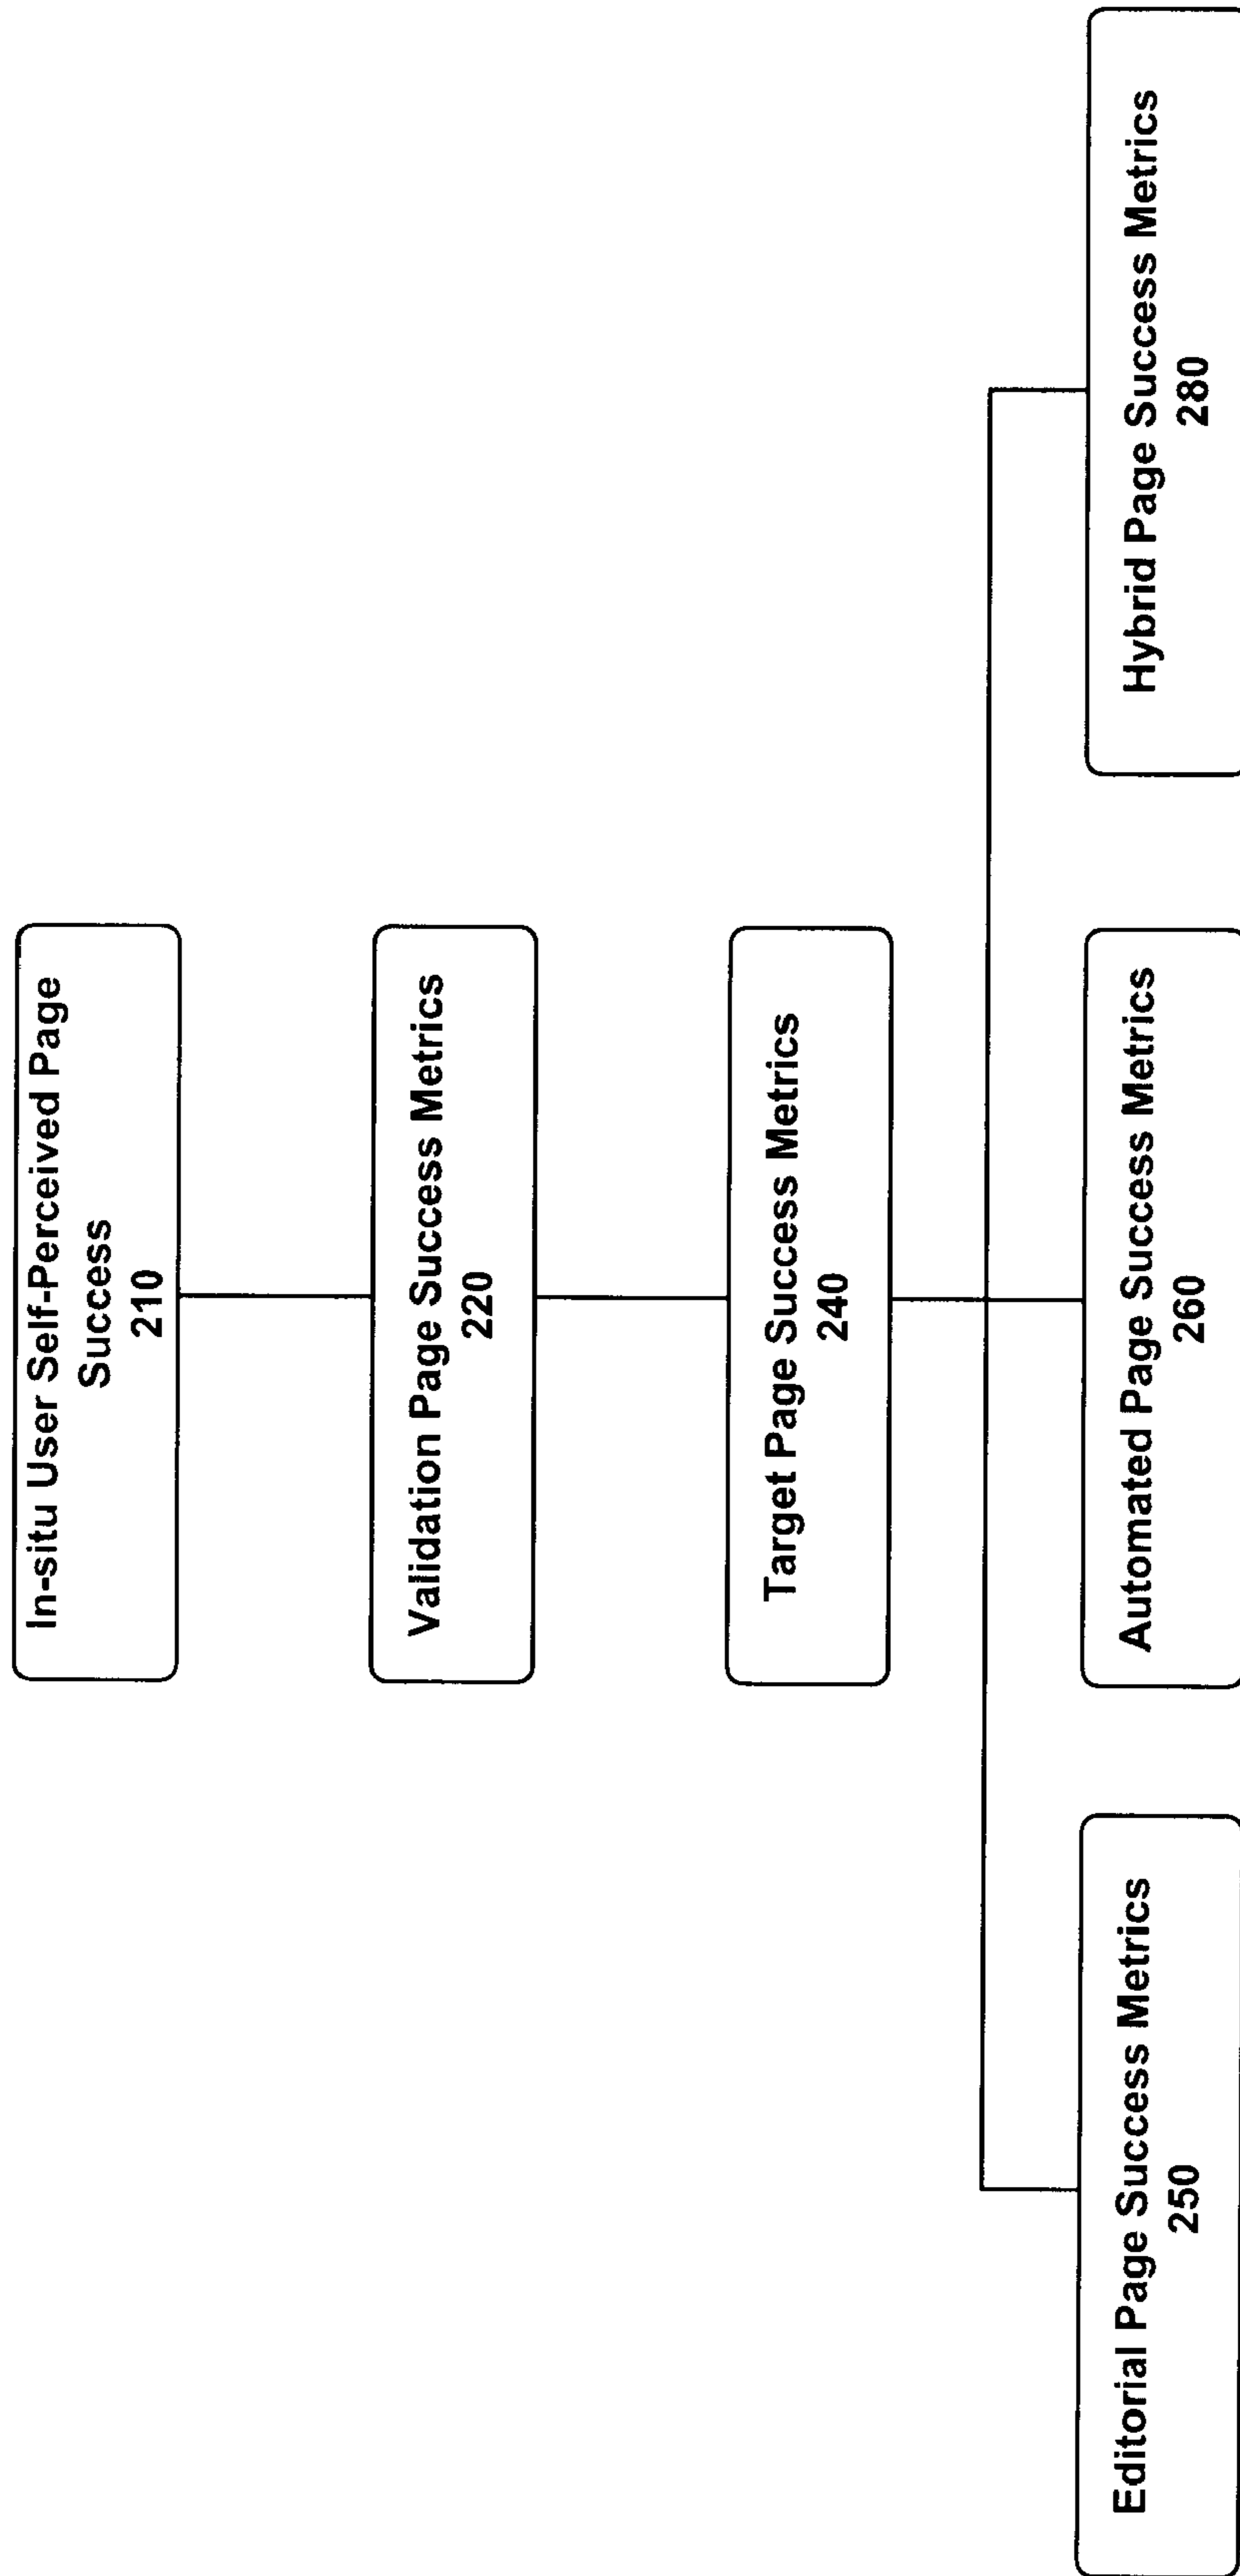 In-situ User Self-Perceived Page
Success
210
Validation Page Success Metrics
220
Target Page Success Metrics
240
Editorial Page Success Metrics
250
Automated Page Success Metrics
260
Hybrid Page Success Metrics
280